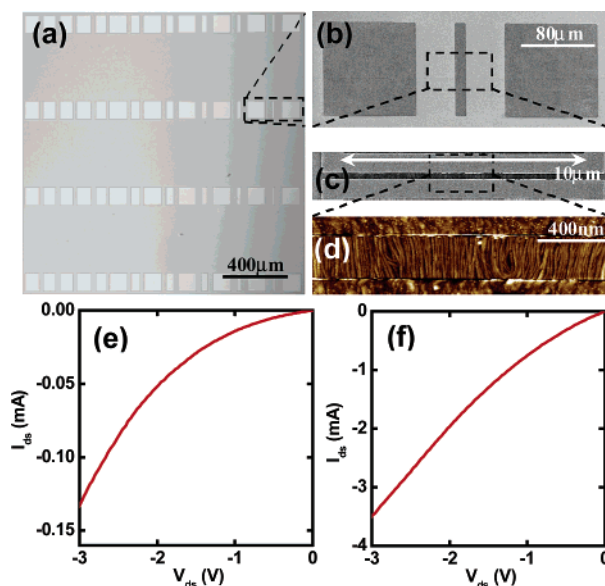 (a)
400μm
(b)
80μm
(c)
10μm
(d)
400nm
(e)
0.00
-0.05
-0.10
-0.15
I_ds (mA)
-3
-2
-1
0
V_ds (V)
(f)
0
-1
-2
-3
-4
I_ds (mA)
-3
-2
-1
0
V_ds (V)